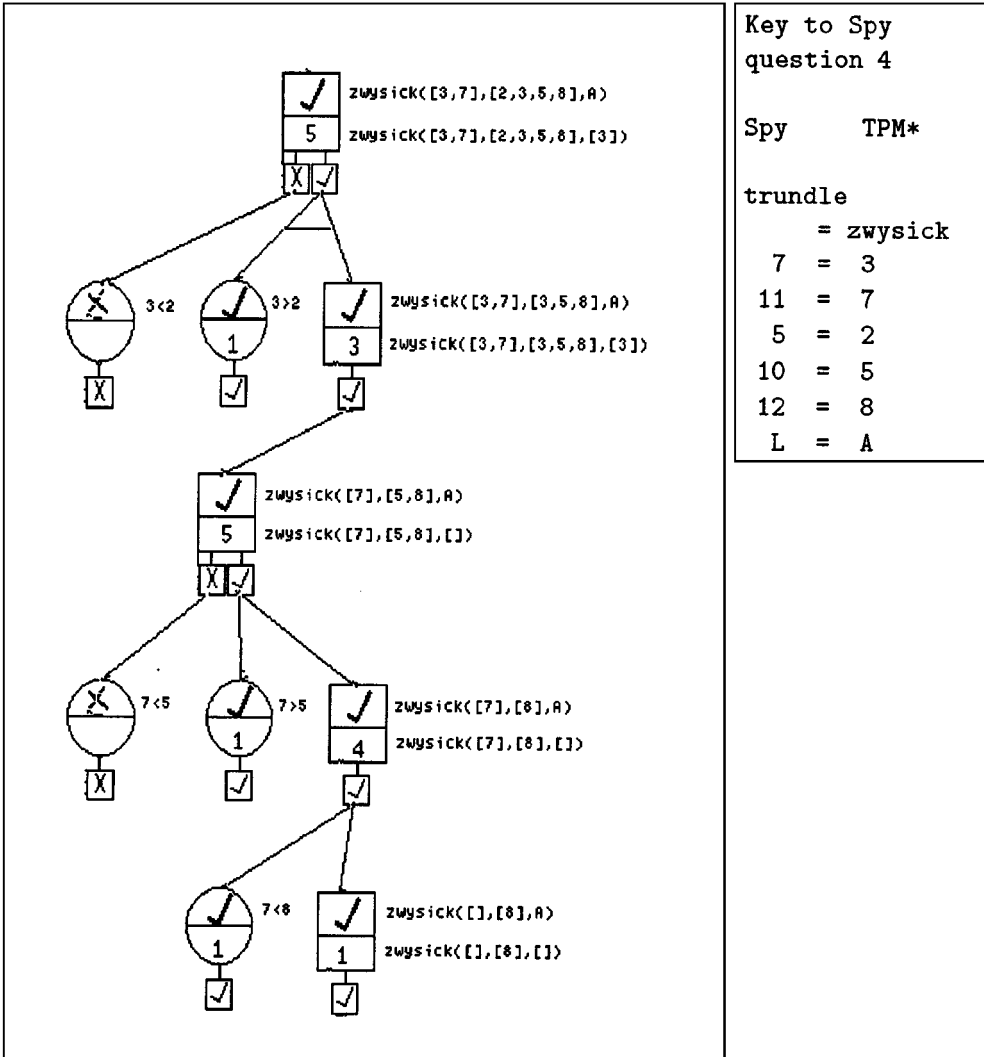 zwysick([3,7],[2,3,5,8],A)
5 zwysick([3,7],[2,3,5,8],[3])
X ✓
X 3<2
✓ 3>2
1
✓ zwysick([3,7],[3,5,8],A)
3 zwysick([3,7],[3,5,8],[3])
X ✓ ✓
✓ zwysick([7],[5,8],A)
5 zwysick([7],[5,8],[])
X ✓
X 7<5
✓ 7>5
1
✓ zwysick([7],[8],A)
4 zwysick([7],[8],[])
X ✓ ✓
✓ 7<8
1
✓ zwysick([],[8],A)
1 zwysick([],[8],[])
✓ ✓
Key to Spy
question 4
Spy TPM*
trundle
= zwysick
7 = 3
11 = 7
5 = 2
10 = 5
12 = 8
L = A